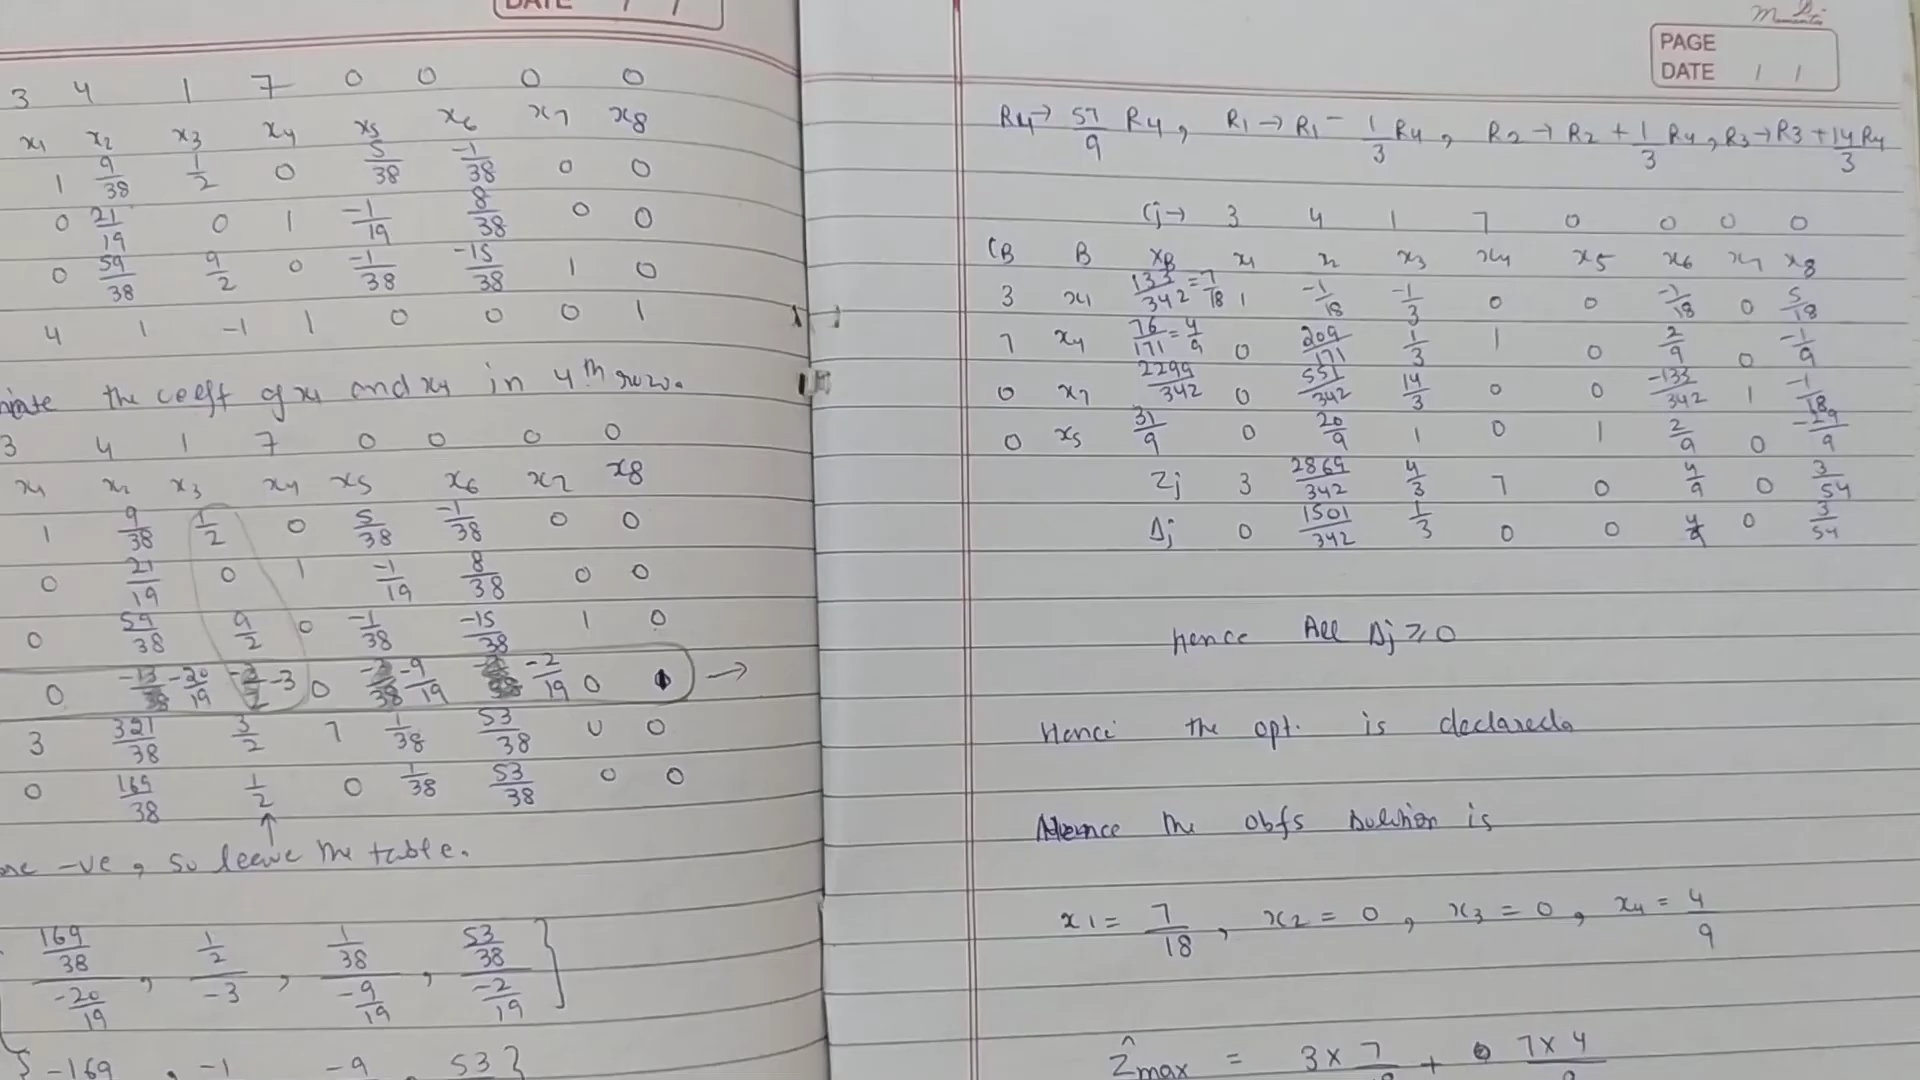 DATE / /
3 4 1 7 0 0 0 0
x1 x2 x3 x4 x5 x6 x7 x8
1 9/38 1/2 0 5/38 -1/38 0 0
0 21/19 0 1 -1/19 8/38 0 0
0 59/38 9/2 0 -1/38 -15/38 1 0
4 1 -1 1 0 0 0 1
the coeff of x1 and x4 in 4th row.
3 4 1 7 0 0 0 0
x1 x2 x3 x4 x5 x6 x7 x8
1 9/38 1/2 0 5/38 -1/38 0 0
0 21/19 0 1 -1/19 8/38 0 0
0 59/38 9/2 0 -1/38 -15/38 1 0
0 -20/19 -3 0 -9/19 -2/19 0 1 →
3 321/38 3/2 7 1/38 53/38 0 0
0 169/38 1/2 0 1/38 53/38 0 0
↑
-ve, so leave the table.
169/38 / -20/19 , 1/2 / -3 , 1/38 / -9/19 , 53/38 / -2/19 }
{ -169 , -1 -9 53 }
PAGE
DATE / /
R4→ 57/9 R4, R1→R1- 1/3 R4, R2→R2+ 1/3 R4, R3→R3+ 14/3 R4
Cj→ 3 4 1 7 0 0 0 0
CB B XB x1 x2 x3 x4 x5 x6 x7 x8
3 x1 133/342 = 7/18 1 -1/18 -1/3 0 0 -1/18 0 5/18
7 x4 76/171 = 4/9 0 209/171 1/3 1 0 2/9 0 -1/9
0 x7 2299/342 0 551/342 14/3 0 0 -133/342 1 -1/18
0 x5 31/9 0 20/9 1 0 1 2/9 0 -19/9
Zj 3 2869/342 4/3 7 0 4/9 0 3/54
Δj 0 1501/342 1/3 0 0 0 3/54
hence All Δj ≥ 0
Henci the opt. is declared.
Hence the obfs solution is
x1 = 7/18, x2 = 0, x3 = 0, x4 = 4/9
Ẑmax = 3 × 7 + 7 × 4